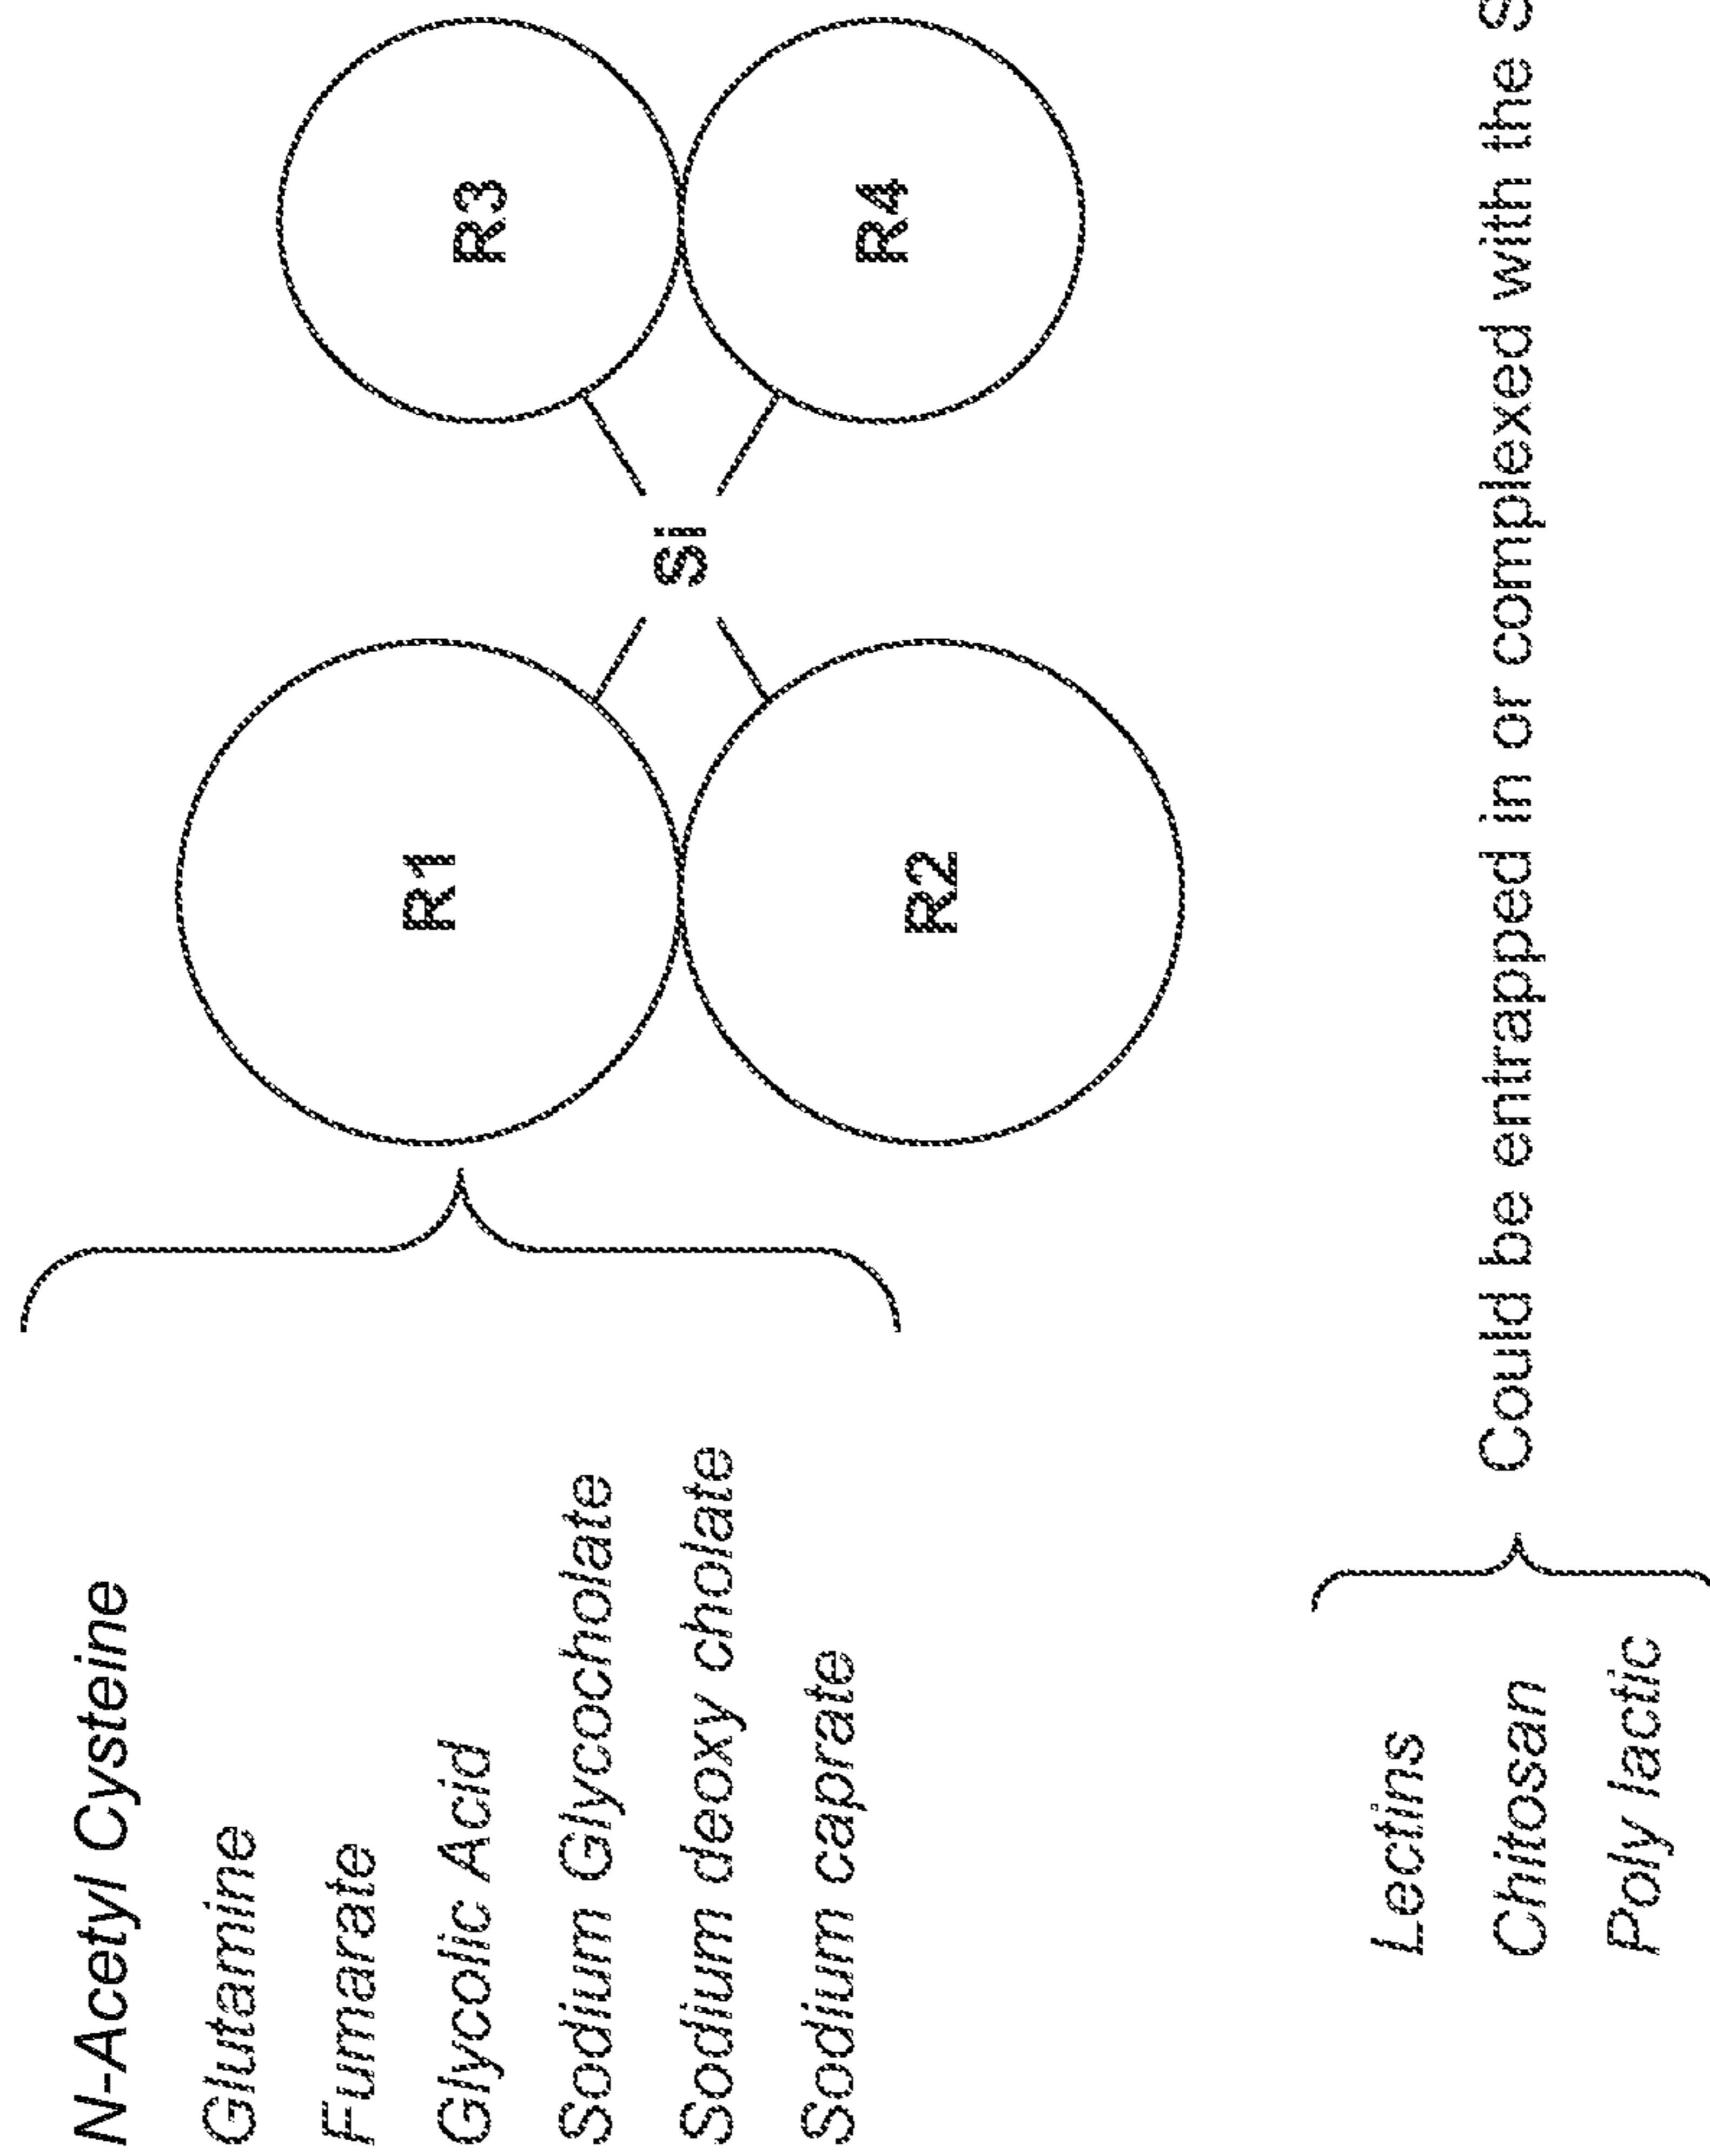 N-Acetyl Cysteine
Glutamine
Fumarate
Glycolic Acid
Sodium Glycocholate
Sodium deoxy cholate
Sodium caprate
R1
R2
Si
R3
R4
Lectins
Chitosan
Poly lactic
Could be entrapped in or complexed with the